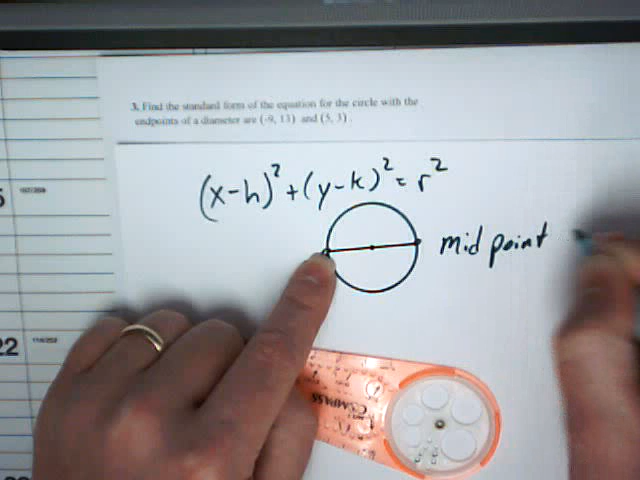 3. Find the standard form of the equation for the circle with the
endpoints of a diameter are (-9, 13) and (5, 3).
(x-h)² + (y-k)² = r²
mid point
22
COMPASS